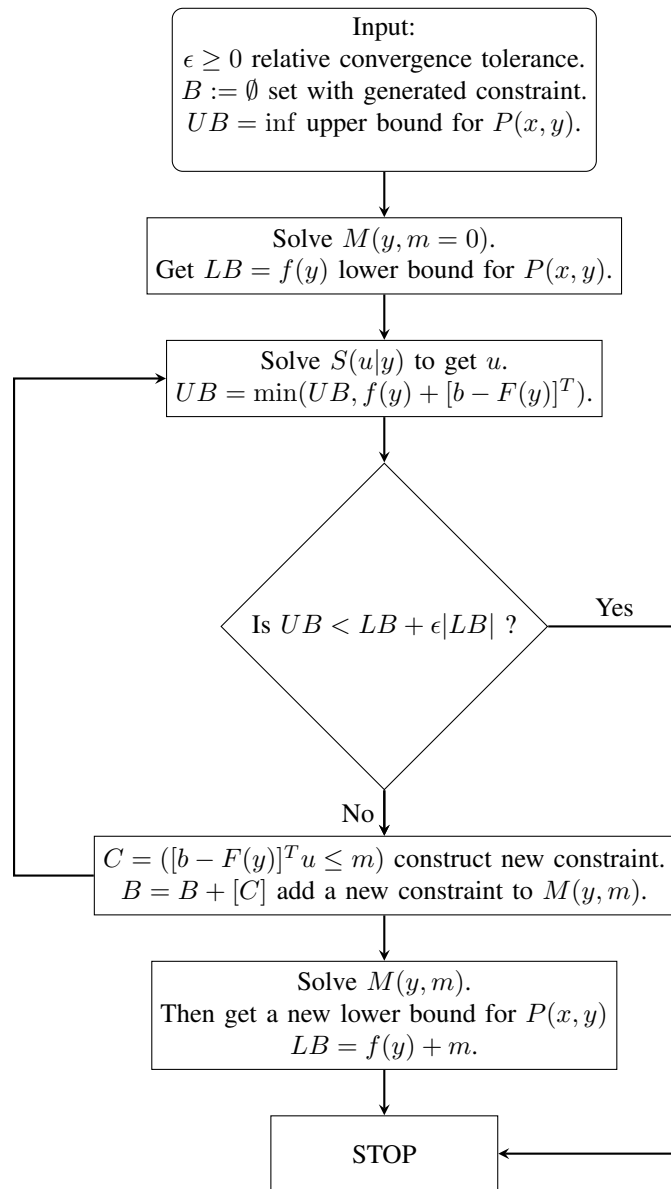 Input:
ϵ ≥ 0 relative convergence tolerance.
B := ∅ set with generated constraint.
UB = inf upper bound for P(x, y).
Solve M(y, m = 0).
Get LB = f(y) lower bound for P(x, y).
Solve S(u|y) to get u.
UB = min(UB, f(y) + [b − F(y)]^T).
Is UB < LB + ϵ|LB| ?
Yes
No
C = ([b − F(y)]^T u ≤ m) construct new constraint.
B = B + [C] add a new constraint to M(y, m).
Solve M(y, m).
Then get a new lower bound for P(x, y)
LB = f(y) + m.
STOP